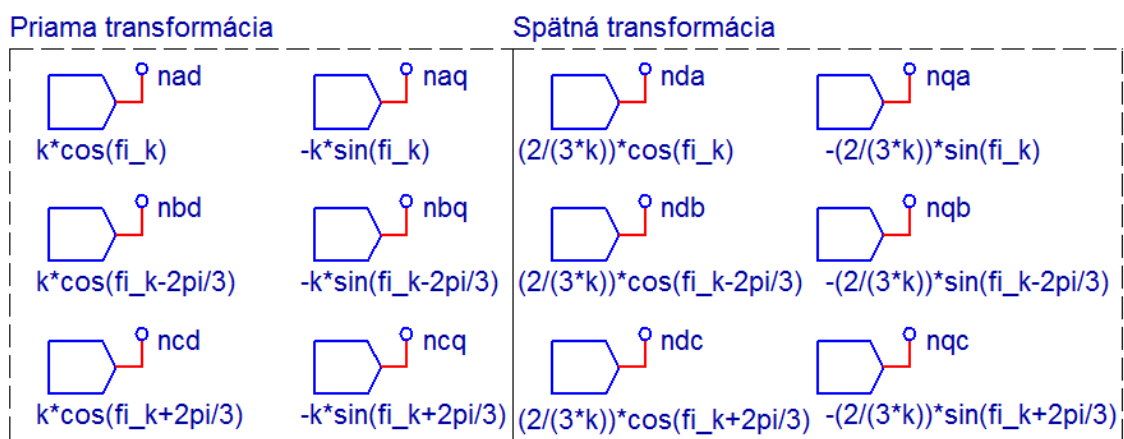 Priama transformácia Spätná transformácia
nad naq nda nqa
k*cos(fi_k) -k*sin(fi_k) (2/(3*k))*cos(fi_k) -(2/(3*k))*sin(fi_k)
nbd nbq ndb nqb
k*cos(fi_k-2pi/3) -k*sin(fi_k-2pi/3) (2/(3*k))*cos(fi_k-2pi/3) -(2/(3*k))*sin(fi_k-2pi/3)
ncd ncq ndc nqc
k*cos(fi_k+2pi/3) -k*sin(fi_k+2pi/3) (2/(3*k))*cos(fi_k+2pi/3) -(2/(3*k))*sin(fi_k+2pi/3)